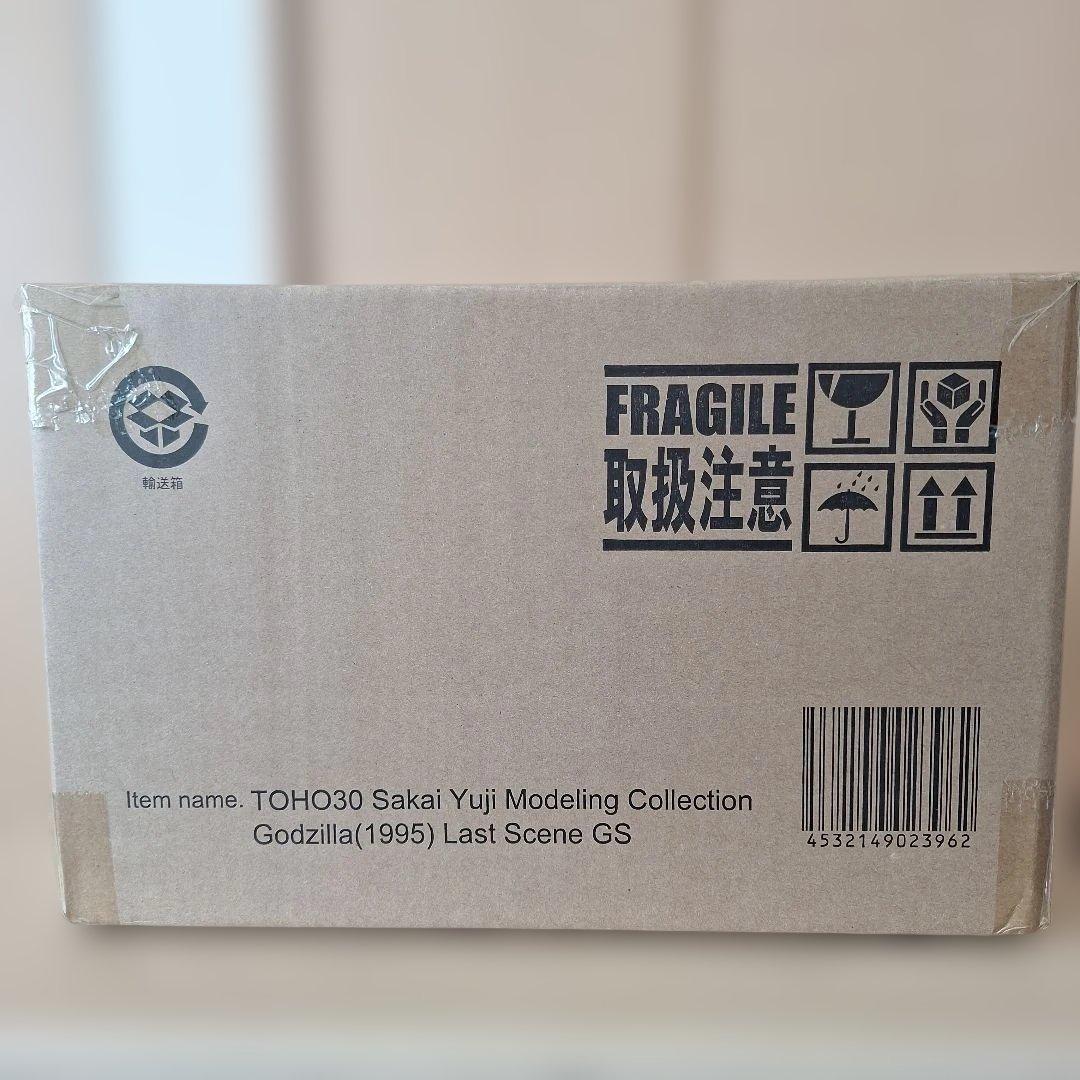 輸送箱
FRAGILE
取扱注意
Item name. TOHO30 Sakai Yuji Modeling Collection
Godzilla(1995) Last Scene GS
4532149023962